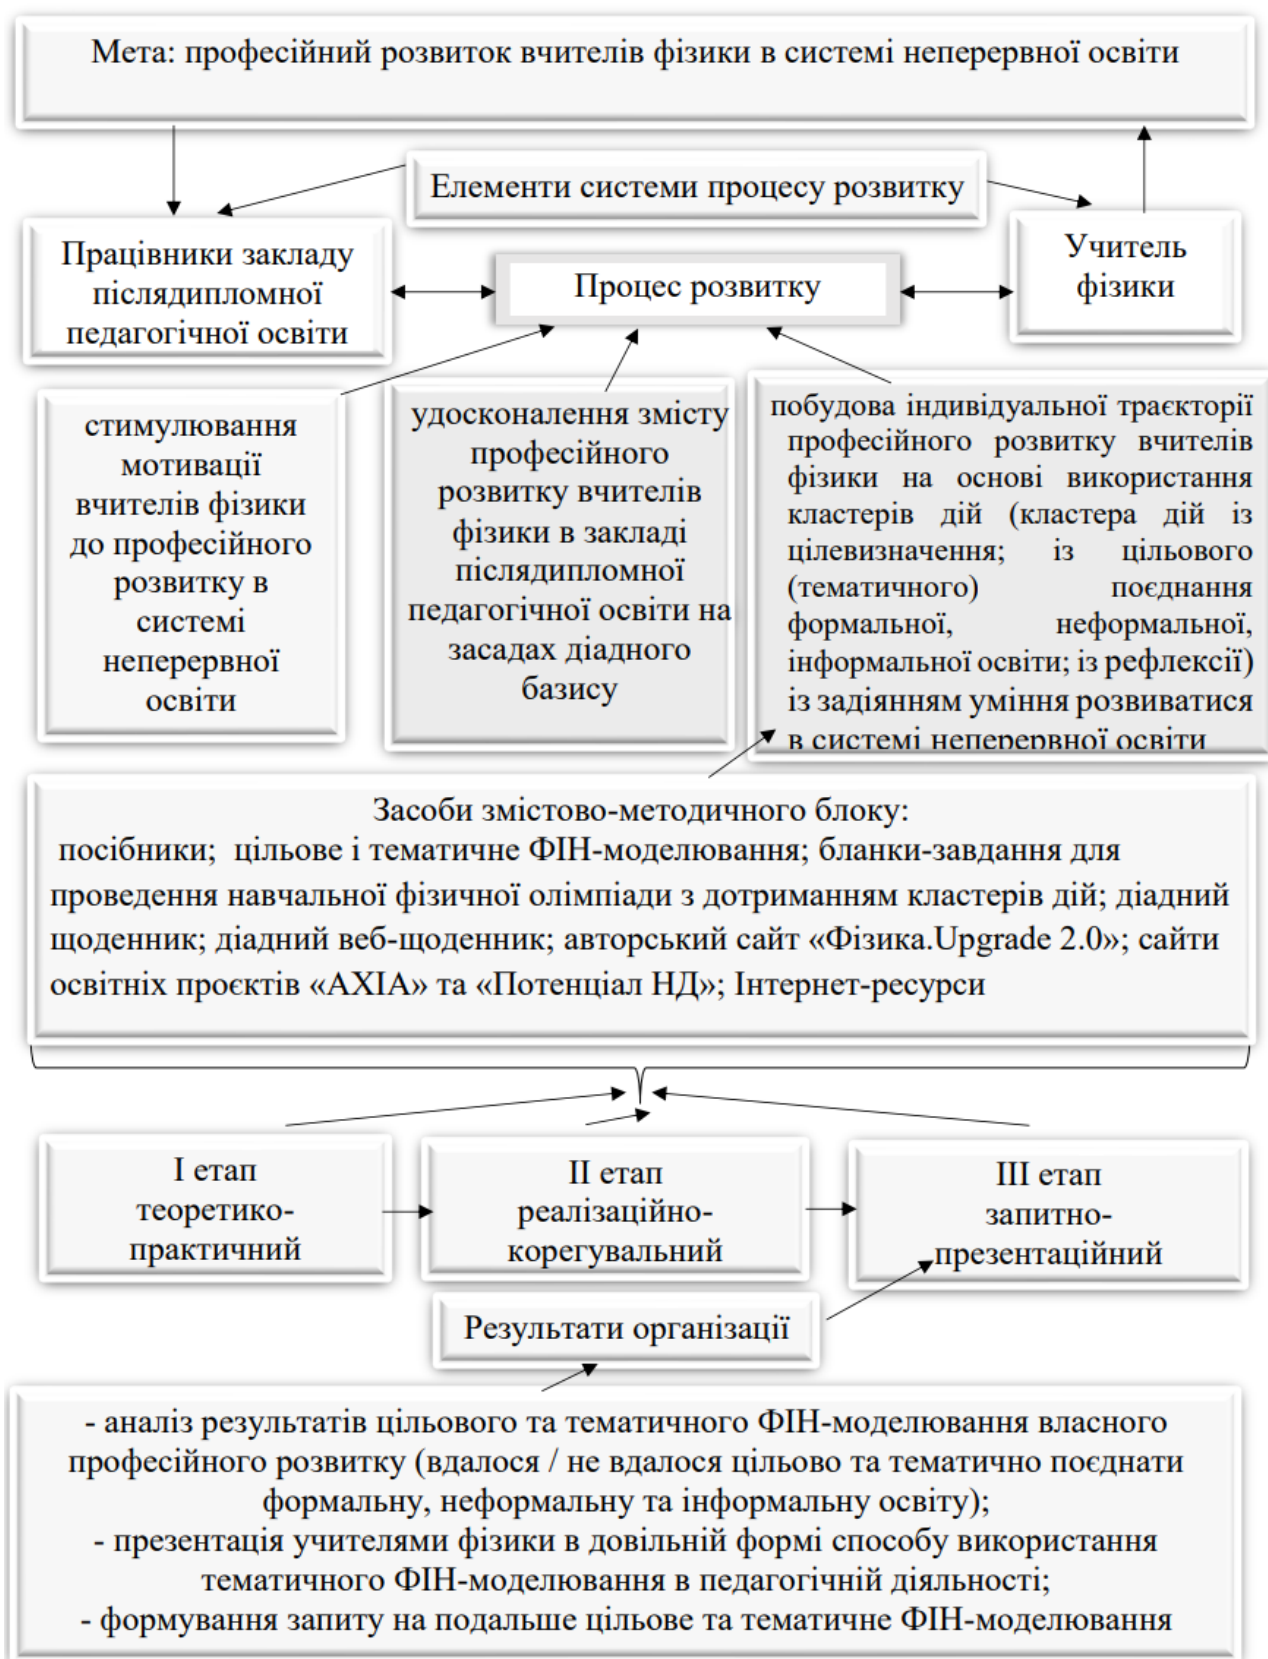 Мета: професійний розвиток вчителів фізики в системі неперервної освіти
Елементи системи процесу розвитку
Працівники закладу
післядипломної
педагогічної освіти
Процес розвитку
Учитель
фізики
стимулювання
мотивації
вчителів фізики
до професійного
розвитку в
системі
неперервної
освіти
удосконалення змісту
професійного
розвитку вчителів
фізики в закладі
післядипломної
педагогічної освіти на
засадах діадного
базису
побудова індивідуальної траєкторії
професійного розвитку вчителів
фізики на основі використання
кластерів дій (кластера дій із
цілевизначення; із цільового
(тематичного) поєднання
формальної, неформальної,
інформальної освіти; із рефлексії)
із задіянням уміння розвиватися
в системі неперервної освіти
Засоби змістово-методичного блоку:
посібники; цільове і тематичне ФІН-моделювання; бланки-завдання для
проведення навчальної фізичної олімпіади з дотриманням кластерів дій; діадний
щоденник; діадний веб-щоденник; авторський сайт «Фізика.Upgrade 2.0»; сайти
освітніх проєктів «АХІА» та «Потенціал НД»; Інтернет-ресурси
І етап
теоретико-
практичний
ІІ етап
реалізаційно-
корегувальний
ІІІ етап
запитно-
презентаційний
Результати організації
- аналіз результатів цільового та тематичного ФІН-моделювання власного
професійного розвитку (вдалося / не вдалося цільово та тематично поєднати
формальну, неформальну та інформальну освіту);
- презентація учителями фізики в довільній формі способу використання
тематичного ФІН-моделювання в педагогічній діяльності;
- формування запиту на подальше цільове та тематичне ФІН-моделювання